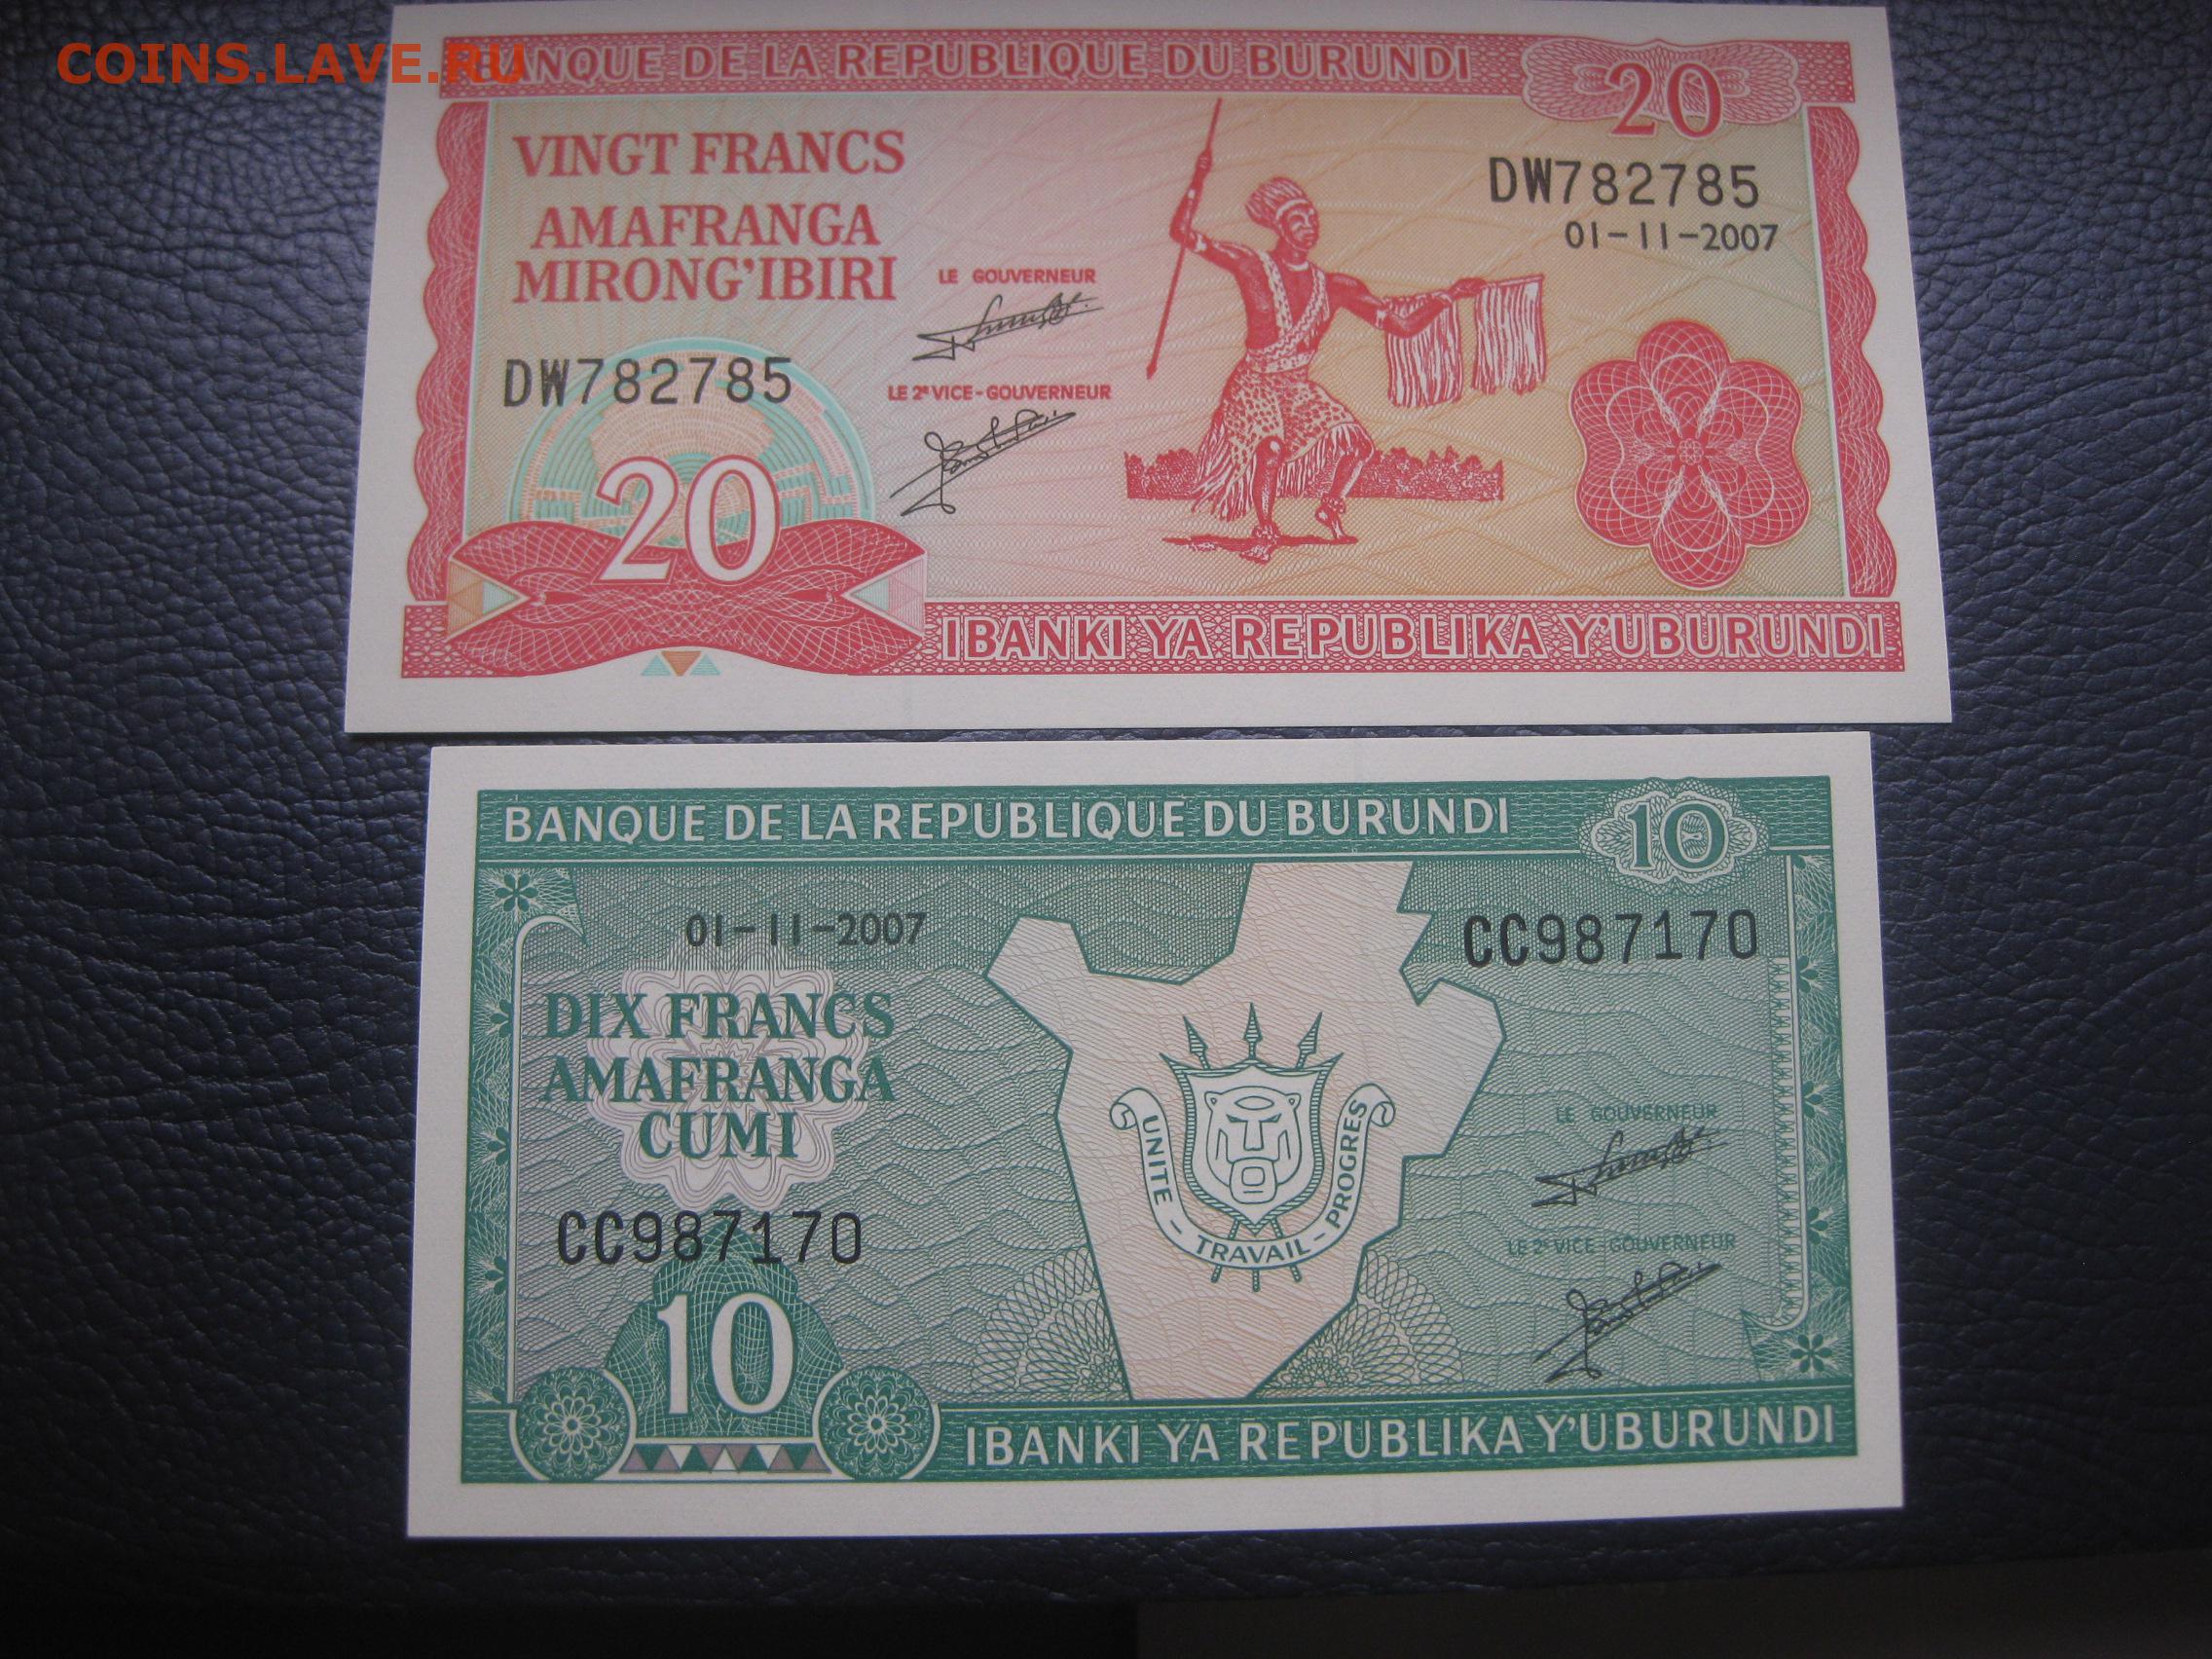 COINS.LAVE.RU
BANQUE DE LA REPUBLIQUE DU BURUNDI
20
VINGT FRANCS
AMAFRANGA
MIRONG'IBIRI
DW782785
01-11-2007
LE GOUVERNEUR
DW782785
LE 2e VICE-GOUVERNEUR
20
IBANKI YA REPUBLIKA Y'UBURUNDI
BANQUE DE LA REPUBLIQUE DU BURUNDI
10
01-11-2007
CC987170
DIX FRANCS
AMAFRANGA
CUMI
UNITE - TRAVAIL - PROGRES
LE GOUVERNEUR
CC987170
LE 2e VICE-GOUVERNEUR
10
IBANKI YA REPUBLIKA Y'UBURUNDI